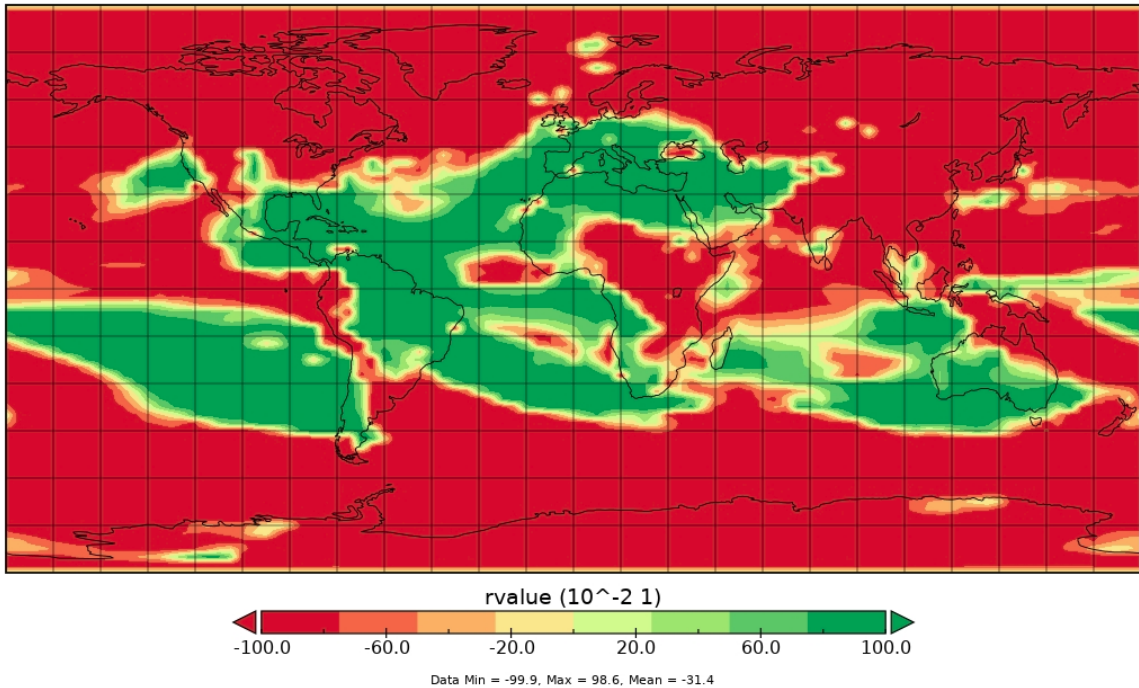 rvalue (10^-2 1)
-100.0 -60.0 -20.0 20.0 60.0 100.0
Data Min = -99.9, Max = 98.6, Mean = -31.4